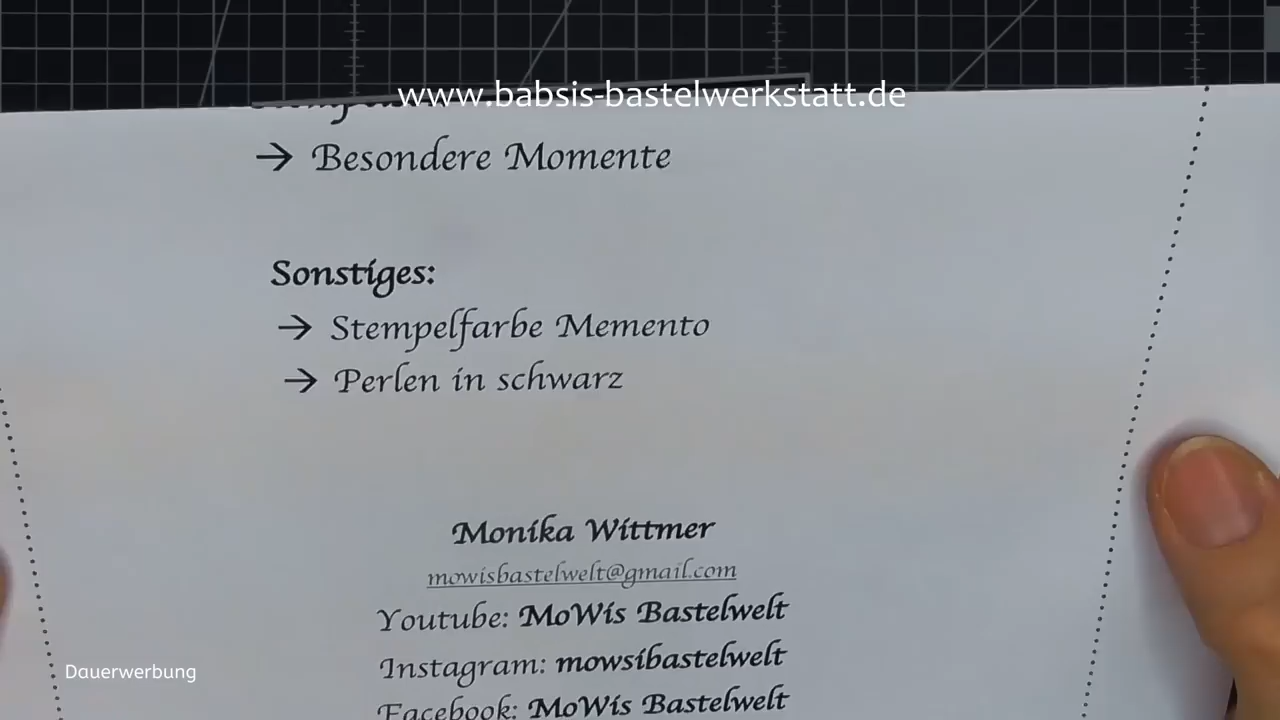 www.babsis-bastelwerkstatt.de
→ Besondere Momente
Sonstiges:
→ Stempelfarbe Memento
→ Perlen in schwarz
Monika Wittmer
mowisbastelwelt@gmail.com
Youtube: MoWis Bastelwelt
Instagram: mowsibastelwelt
Facebook: MoWis Bastelwelt
Dauerwerbung